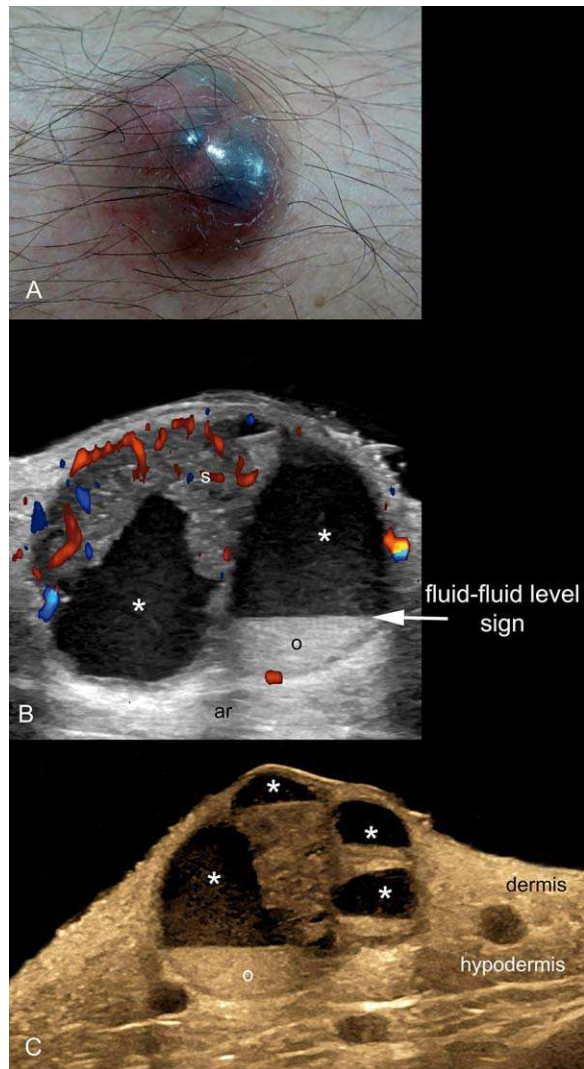 A
s
*
*
fluid-fluid level
sign
o
ar
B
*
*
*
*
dermis
hypodermis
o
C